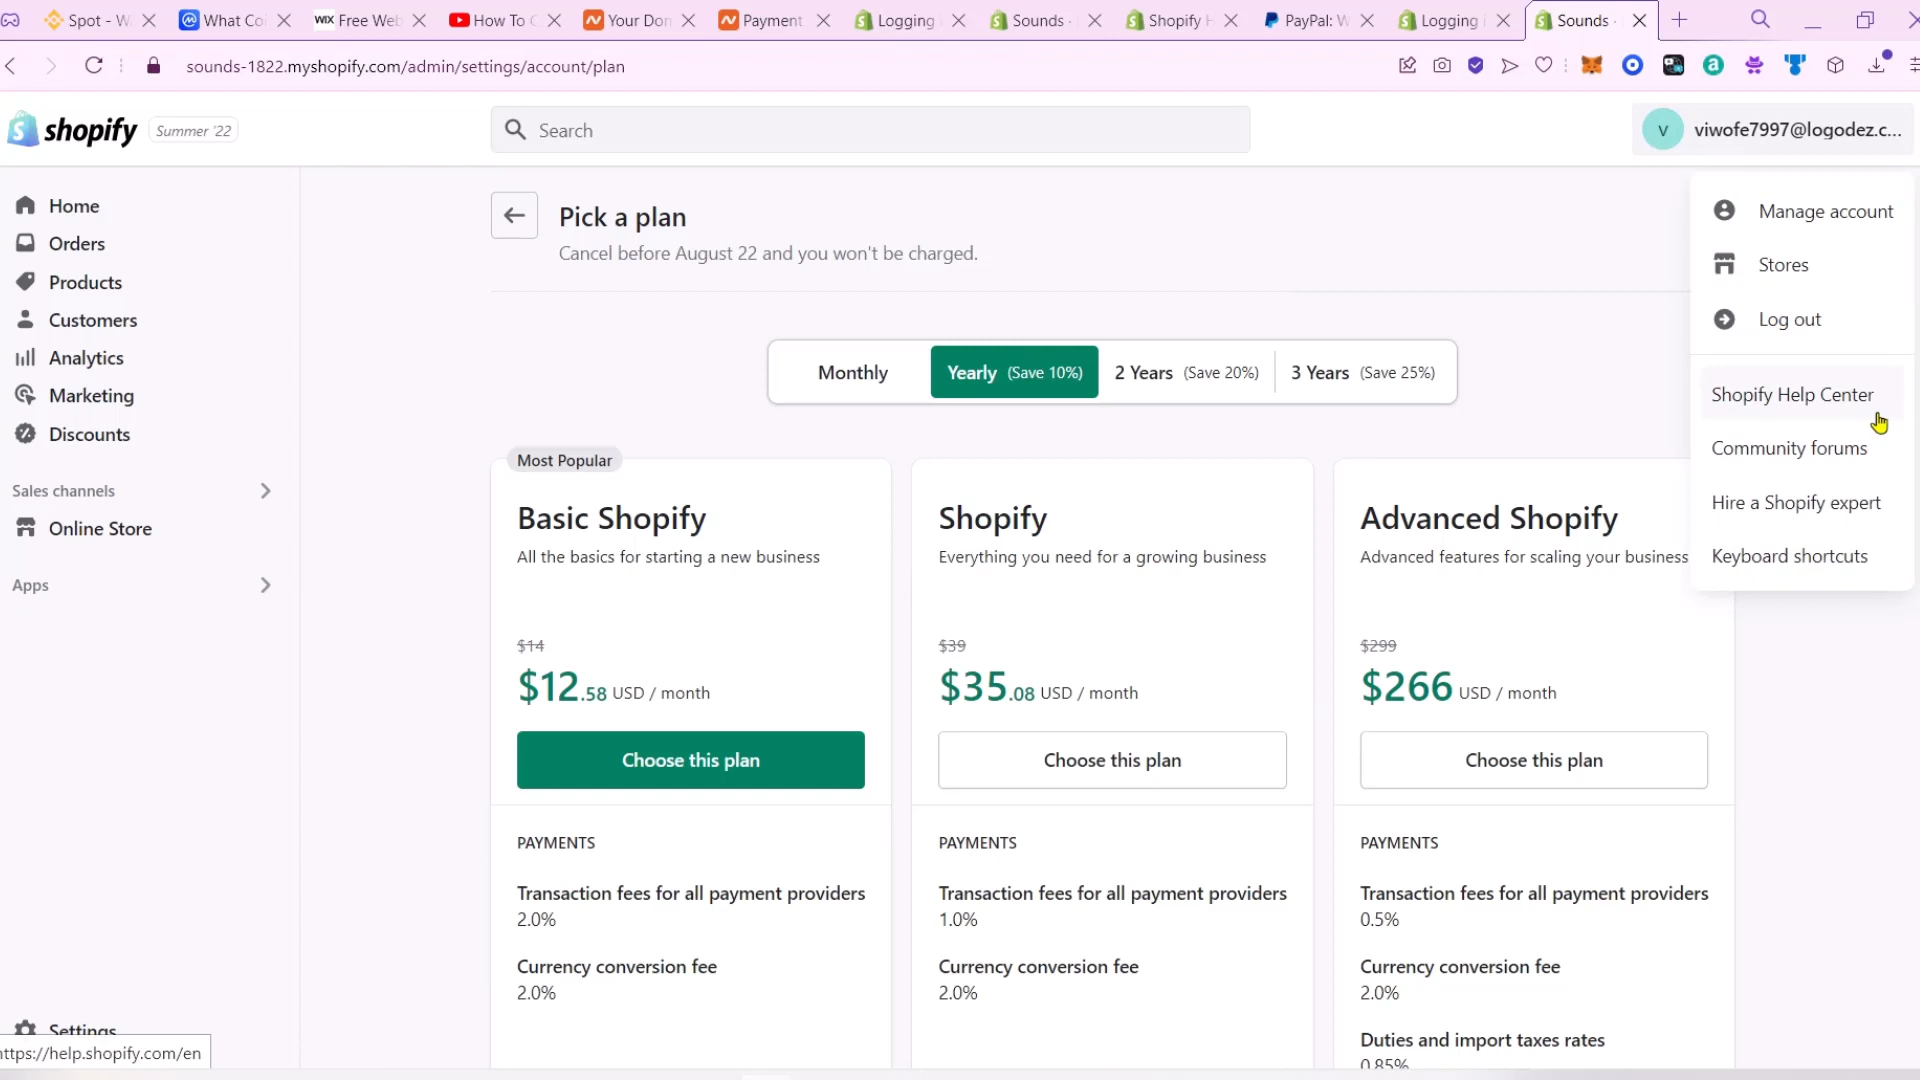 Spot - W
What Coi
WIX Free Web
How To C
Your Don
Payment
Logging
Sounds -
Shopify H
PayPal: W
Logging i
Sounds -
sounds-1822.myshopify.com/admin/settings/account/plan
shopify Summer '22
Search
v viwofe7997@logodez.c...
Home
Orders
Products
Customers
Analytics
Marketing
Discounts
Sales channels
Online Store
Apps
Settings
https://help.shopify.com/en
Pick a plan
Cancel before August 22 and you won't be charged.
Monthly Yearly (Save 10%) 2 Years (Save 20%) 3 Years (Save 25%)
Most Popular
Basic Shopify
All the basics for starting a new business
$14
$12.58 USD / month
Choose this plan
PAYMENTS
Transaction fees for all payment providers
2.0%
Currency conversion fee
2.0%
Shopify
Everything you need for a growing business
$39
$35.08 USD / month
Choose this plan
PAYMENTS
Transaction fees for all payment providers
1.0%
Currency conversion fee
2.0%
Advanced Shopify
Advanced features for scaling your business
$299
$266 USD / month
Choose this plan
PAYMENTS
Transaction fees for all payment providers
0.5%
Currency conversion fee
2.0%
Duties and import taxes rates
0.85%
Manage account
Stores
Log out
Shopify Help Center
Community forums
Hire a Shopify expert
Keyboard shortcuts